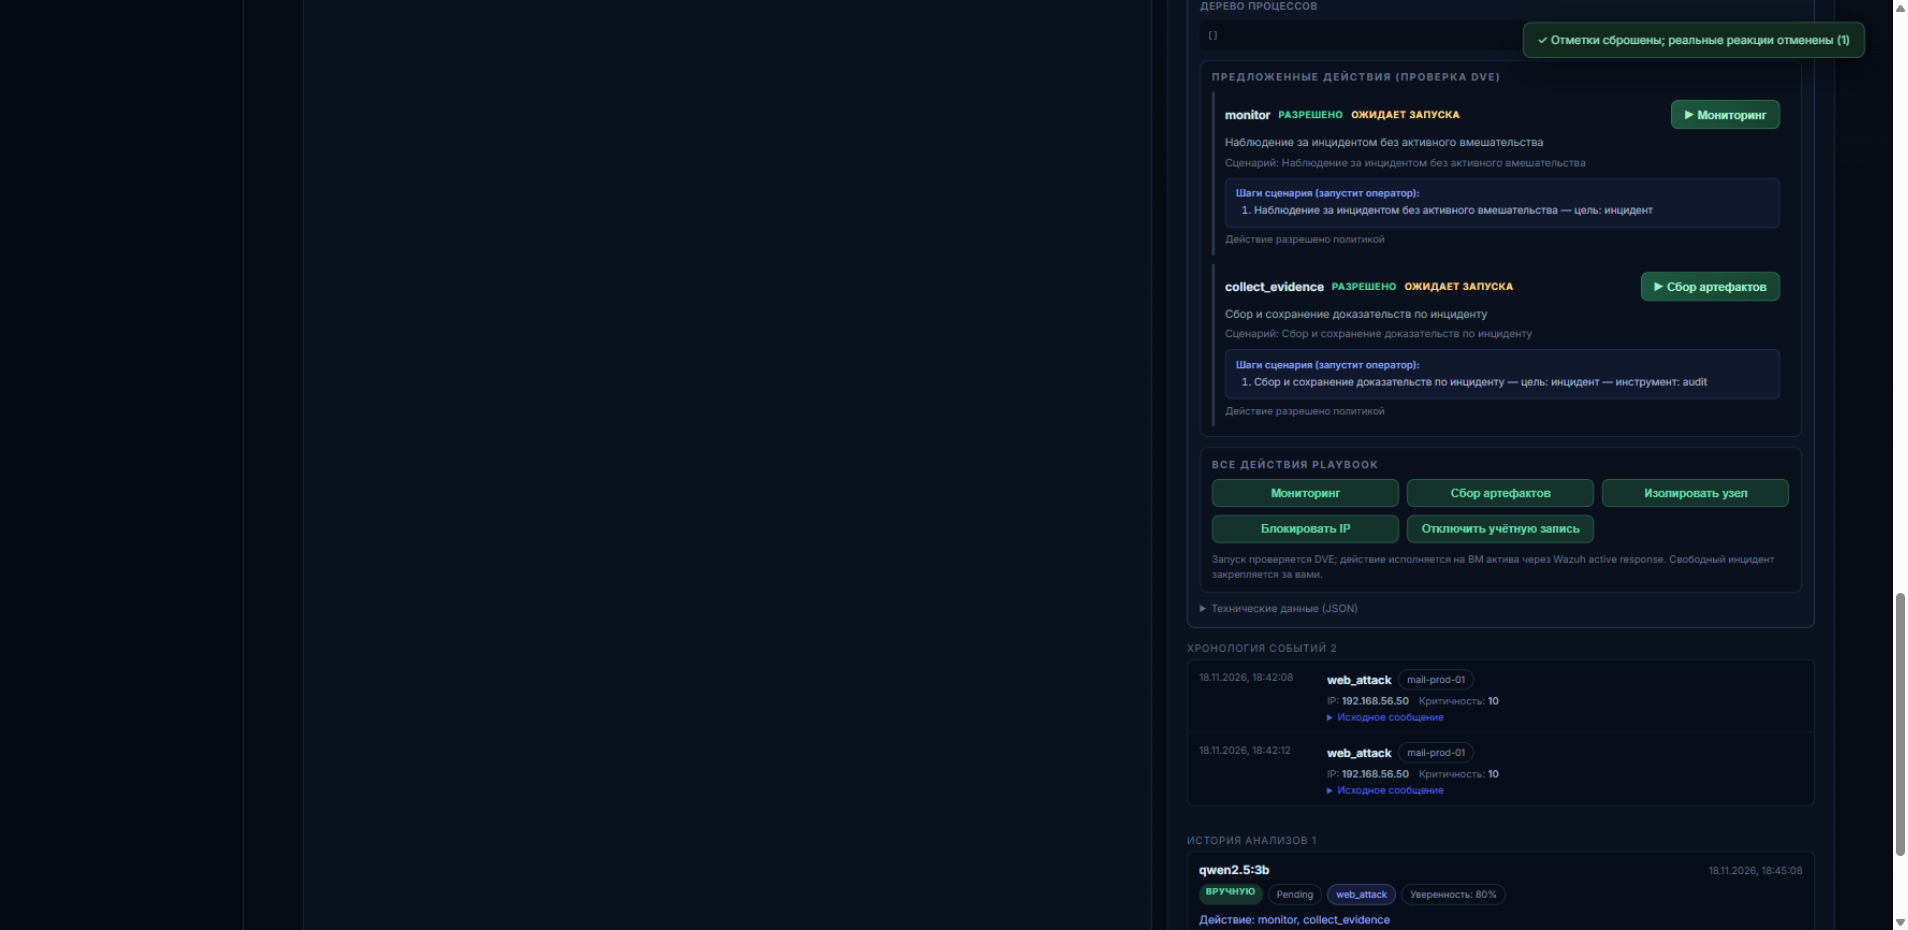 ДЕРЕВО ПРОЦЕССОВ
[]
✓ Отметки сброшены; реальные реакции отменены (1)
ПРЕДЛОЖЕННЫЕ ДЕЙСТВИЯ (ПРОВЕРКА DVE)
monitor РАЗРЕШЕНО ОЖИДАЕТ ЗАПУСКА
▶ Мониторинг
Наблюдение за инцидентом без активного вмешательства
Сценарий: Наблюдение за инцидентом без активного вмешательства
Шаги сценария (запустит оператор):
1. Наблюдение за инцидентом без активного вмешательства — цель: инцидент
Действие разрешено политикой
collect_evidence РАЗРЕШЕНО ОЖИДАЕТ ЗАПУСКА
▶ Сбор артефактов
Сбор и сохранение доказательств по инциденту
Сценарий: Сбор и сохранение доказательств по инциденту
Шаги сценария (запустит оператор):
1. Сбор и сохранение доказательств по инциденту — цель: инцидент — инструмент: audit
Действие разрешено политикой
ВСЕ ДЕЙСТВИЯ PLAYBOOK
Мониторинг
Сбор артефактов
Изолировать узел
Блокировать IP
Отключить учётную запись
Запуск проверяется DVE; действие исполняется на ВМ актива через Wazuh active response. Свободный инцидент
закрепляется за вами.
▶ Технические данные (JSON)
ХРОНОЛОГИЯ СОБЫТИЙ 2
18.11.2026, 18:42:08
web_attack mail-prod-01
IP: 192.168.56.50 Критичность: 10
▶ Исходное сообщение
18.11.2026, 18:42:12
web_attack mail-prod-01
IP: 192.168.56.50 Критичность: 10
▶ Исходное сообщение
ИСТОРИЯ АНАЛИЗОВ 1
qwen2.5:3b
18.11.2026, 18:45:08
ВРУЧНУЮ Pending web_attack Уверенность: 80%
Действие: monitor, collect_evidence